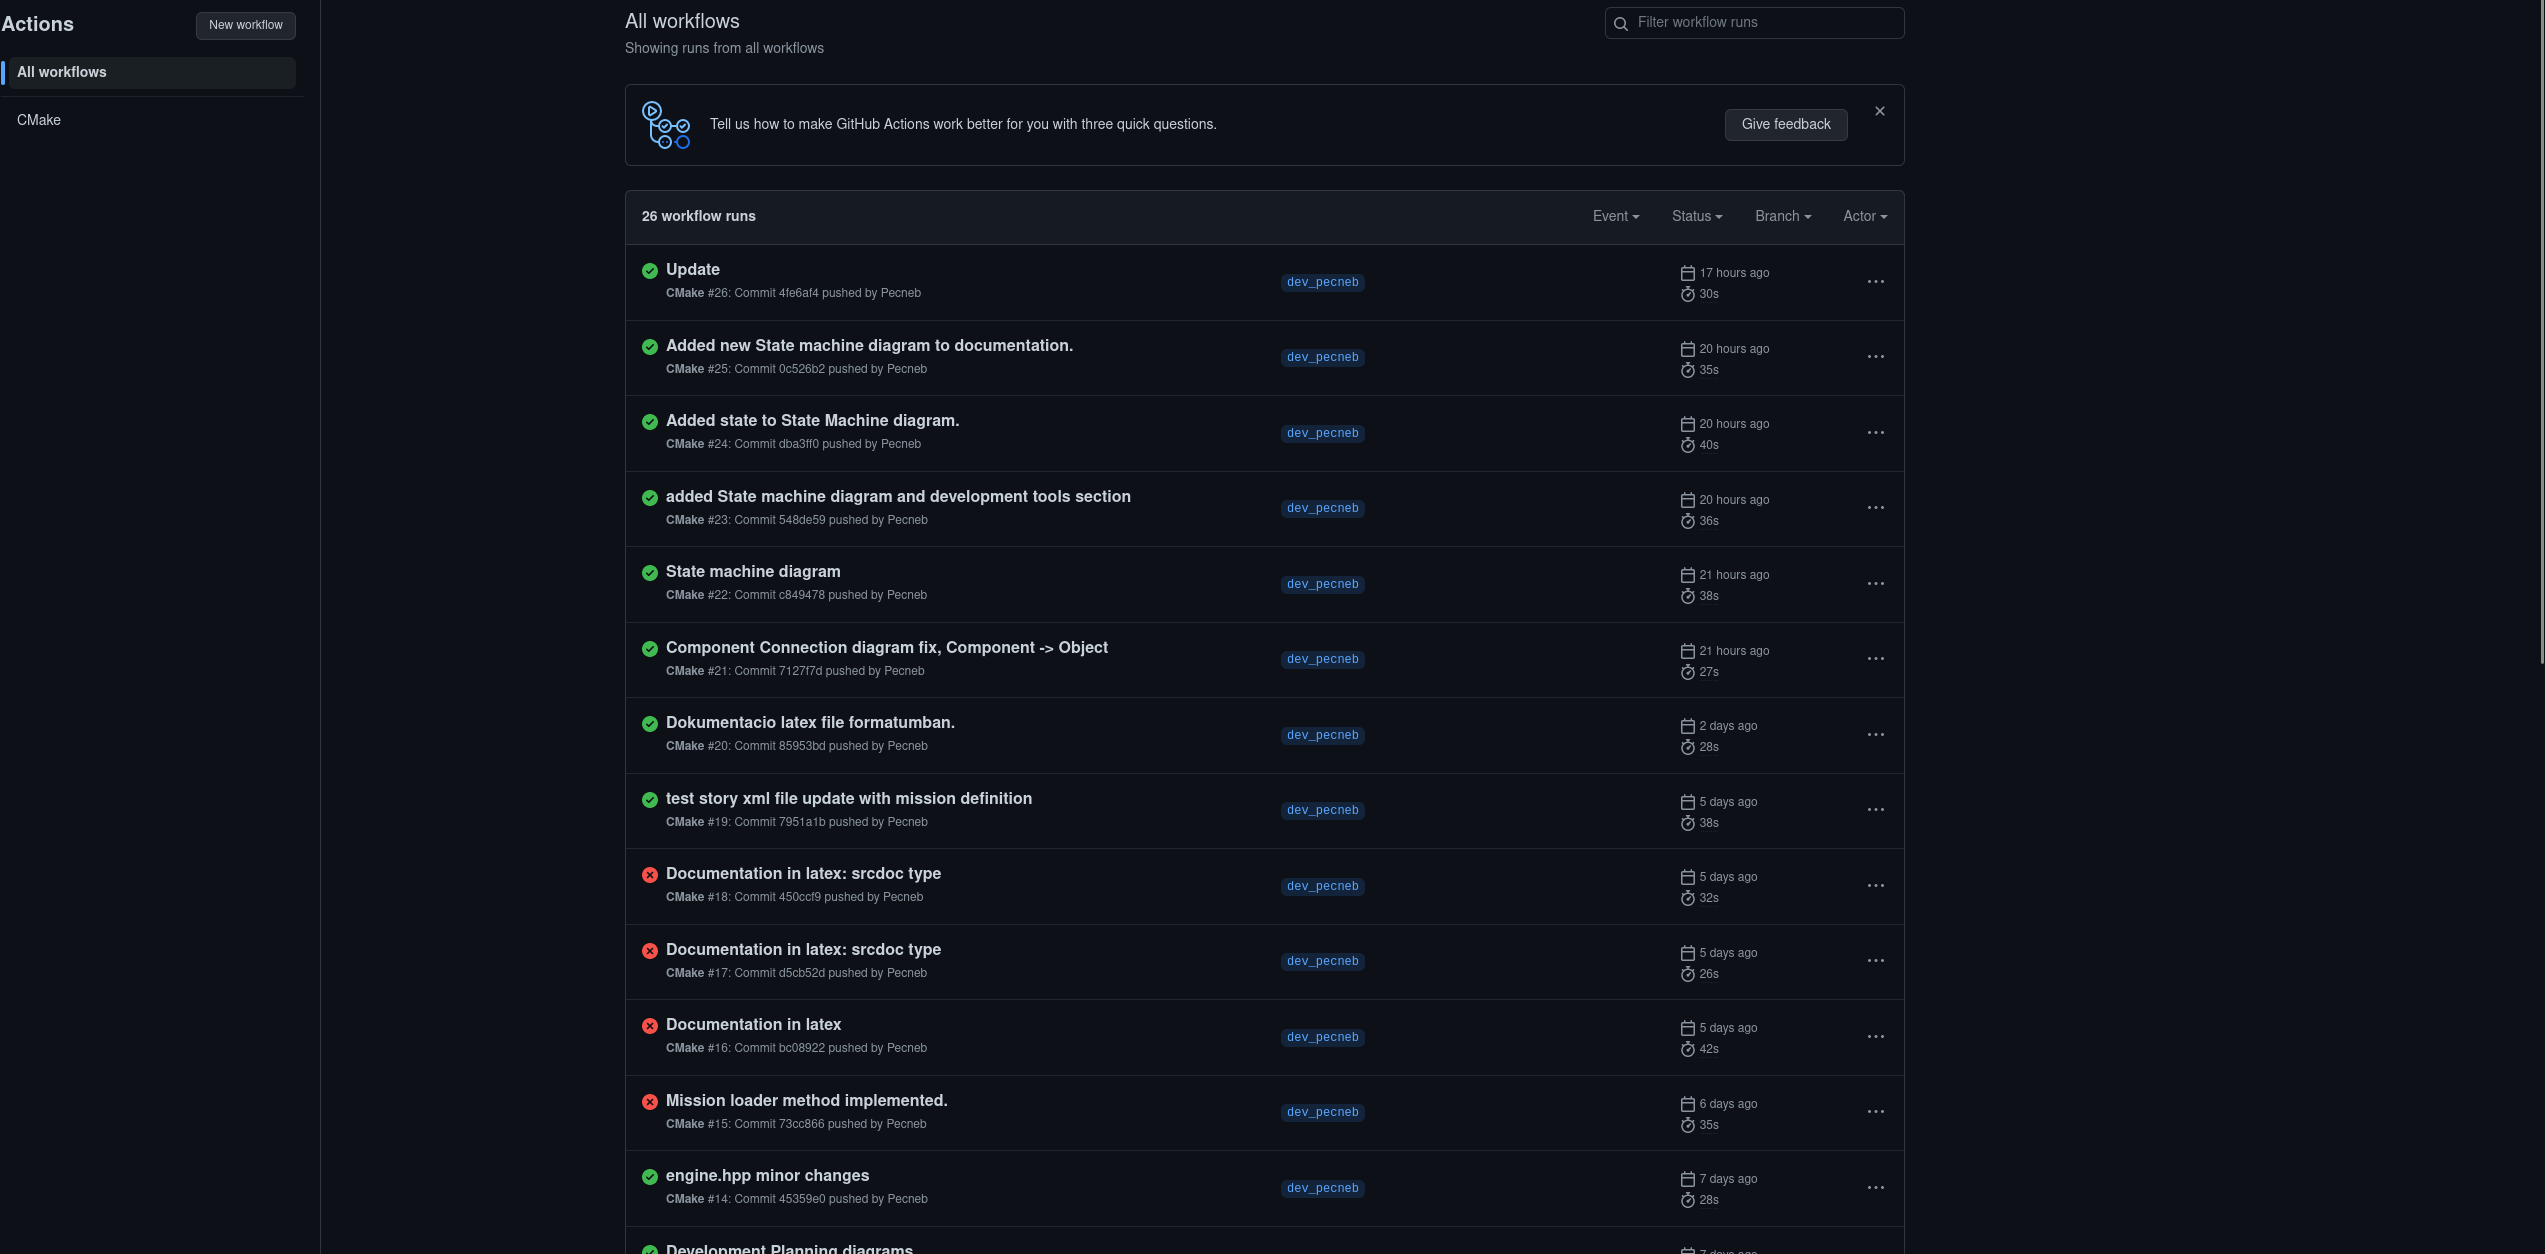 Actions
New workflow
All workflows
CMake
All workflows
Showing runs from all workflows
Filter workflow runs
Tell us how to make GitHub Actions work better for you with three quick questions.
Give feedback
26 workflow runs
Event
Status
Branch
Actor
Update
CMake #26: Commit 4fe6af4 pushed by Pecneb
dev_pecneb
17 hours ago
30s
Added new State machine diagram to documentation.
CMake #25: Commit 0c526b2 pushed by Pecneb
dev_pecneb
20 hours ago
35s
Added state to State Machine diagram.
CMake #24: Commit dba3ff0 pushed by Pecneb
dev_pecneb
20 hours ago
40s
added State machine diagram and development tools section
CMake #23: Commit 548de59 pushed by Pecneb
dev_pecneb
20 hours ago
36s
State machine diagram
CMake #22: Commit c849478 pushed by Pecneb
dev_pecneb
21 hours ago
38s
Component Connection diagram fix, Component -> Object
CMake #21: Commit 7127f7d pushed by Pecneb
dev_pecneb
21 hours ago
27s
Dokumentacio latex file formatumban.
CMake #20: Commit 85953bd pushed by Pecneb
dev_pecneb
2 days ago
28s
test story xml file update with mission definition
CMake #19: Commit 7951a1b pushed by Pecneb
dev_pecneb
5 days ago
38s
Documentation in latex: srcdoc type
CMake #18: Commit 450ccf9 pushed by Pecneb
dev_pecneb
5 days ago
32s
Documentation in latex: srcdoc type
CMake #17: Commit d5cb52d pushed by Pecneb
dev_pecneb
5 days ago
26s
Documentation in latex
CMake #16: Commit bc08922 pushed by Pecneb
dev_pecneb
5 days ago
42s
Mission loader method implemented.
CMake #15: Commit 73cc866 pushed by Pecneb
dev_pecneb
6 days ago
35s
engine.hpp minor changes
CMake #14: Commit 45359e0 pushed by Pecneb
dev_pecneb
7 days ago
28s
Development Planning diagrams
7 days ago